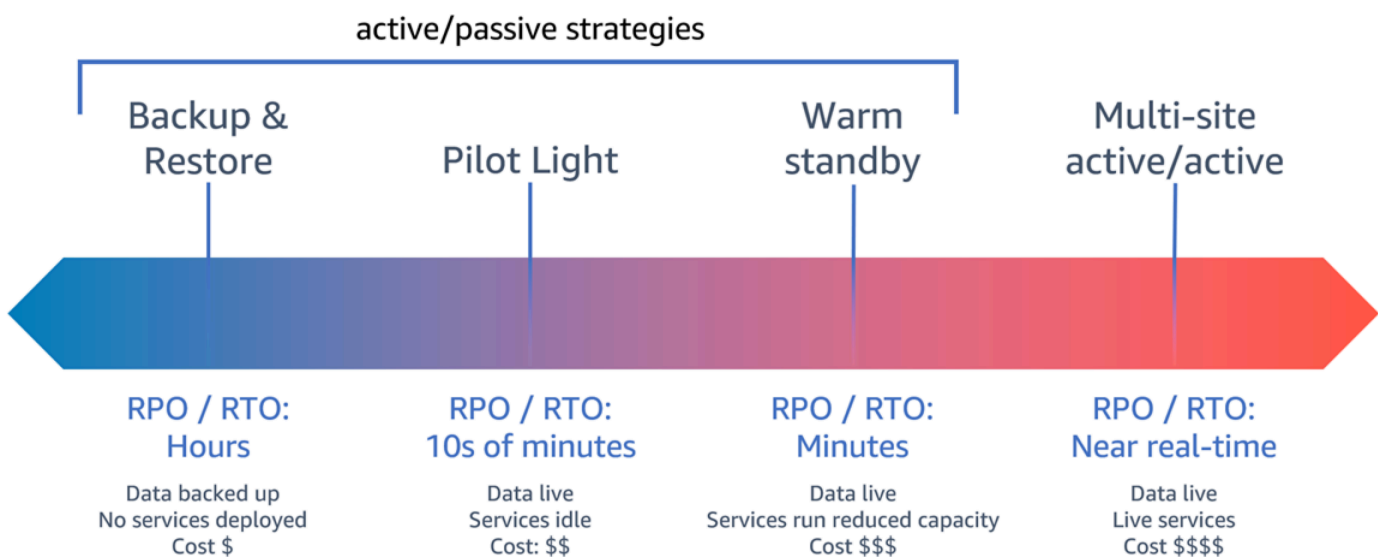 active/passive strategies
Backup &
Restore
Pilot Light
Warm
standby
Multi-site
active/active
RPO / RTO:
Hours
RPO / RTO:
10s of minutes
RPO / RTO:
Minutes
RPO / RTO:
Near real-time
Data backed up
No services deployed
Cost $
Data live
Services idle
Cost: $$
Data live
Services run reduced capacity
Cost $$$
Data live
Live services
Cost $$$$